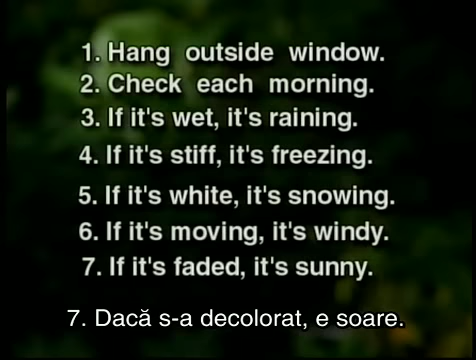 1. Hang outside window.
2. Check each morning.
3. If it's wet, it's raining.
4. If it's stiff, it's freezing.
5. If it's white, it's snowing.
6. If it's moving, it's windy.
7. If it's faded, it's sunny.
7. Dacă s-a decolorat, e soare.